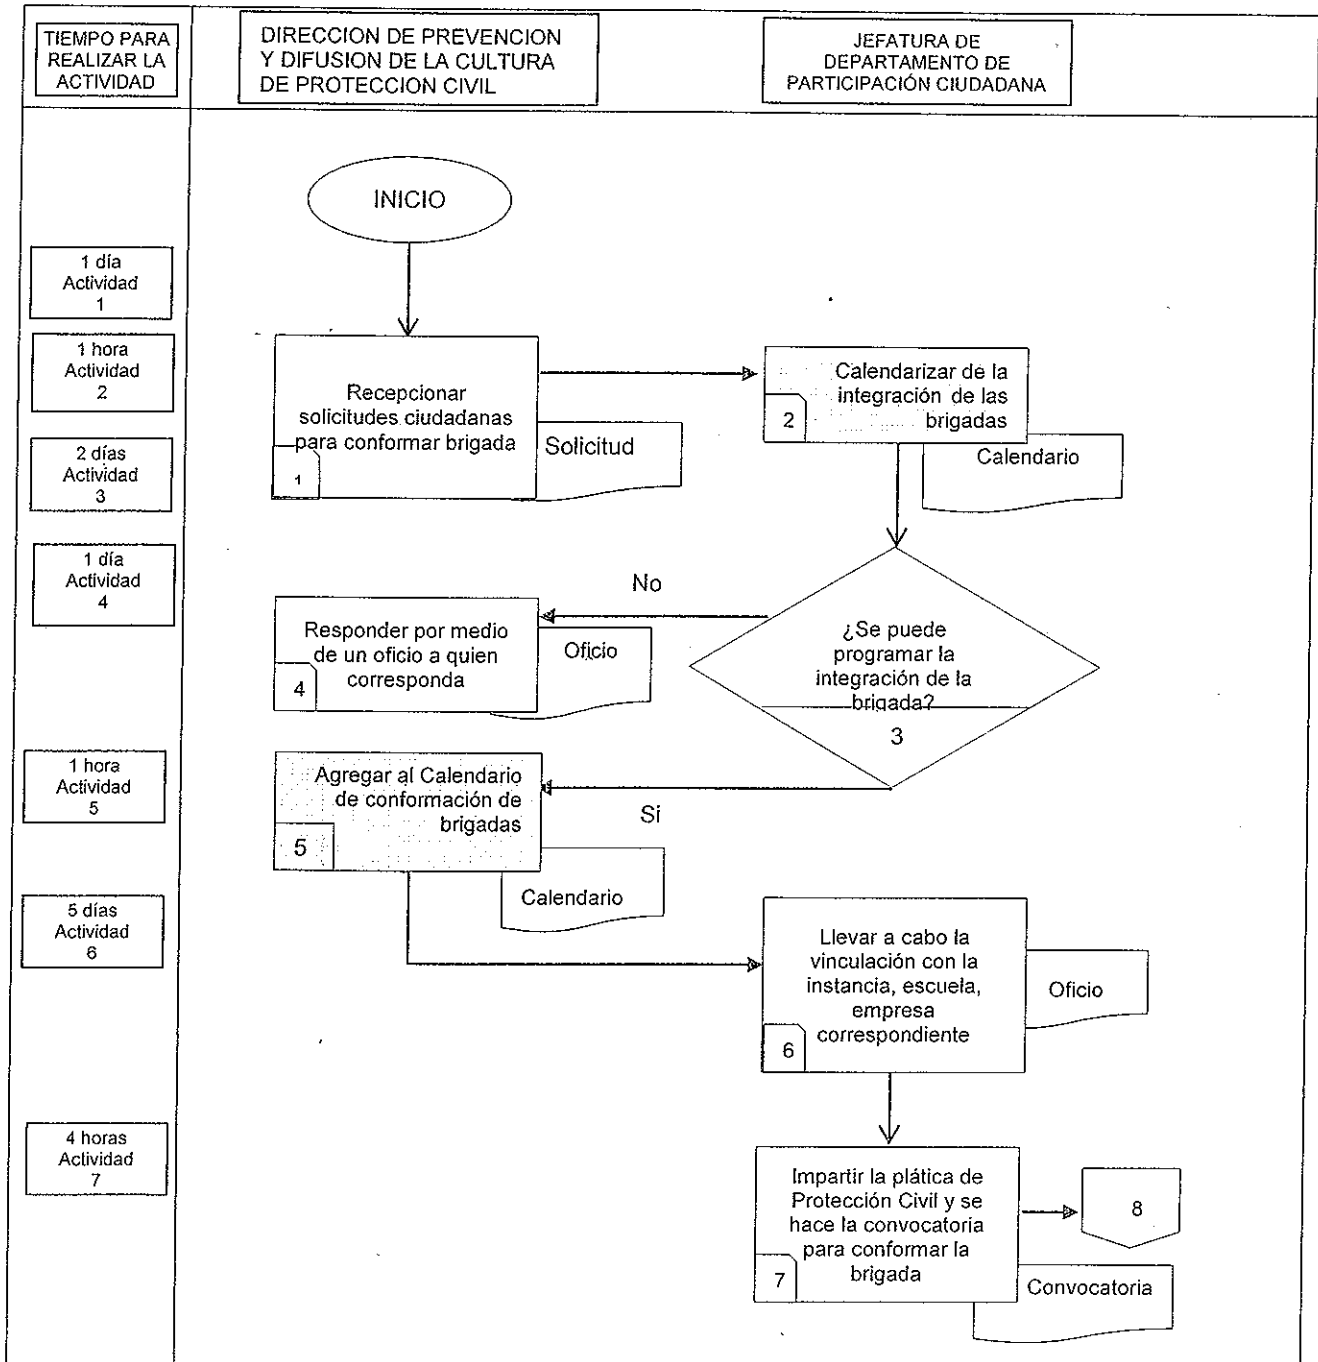 TIEMPO PARA
REALIZAR LA
ACTIVIDAD
DIRECCION DE PREVENCION
Y DIFUSION DE LA CULTURA
DE PROTECCION CIVIL
JEFATURA DE
DEPARTAMENTO DE
PARTICIPACIÓN CIUDADANA
INICIO
1 día
Actividad
1
1 hora
Actividad
2
2 días
Actividad
3
1 día
Actividad
4
1 hora
Actividad
5
5 días
Actividad
6
4 horas
Actividad
7
Recepcionar
solicitudes ciudadanas
para conformar brigada
1
Solicitud
Calendarizar de la
integración de las
brigadas
2
Calendario
¿Se puede
programar la
integración de la
brigada?
3
No
Responder por medio
de un oficio a quien
corresponda
4
Oficio
Si
Agregar al Calendario
de conformación de
brigadas
5
Calendario
Llevar a cabo la
vinculación con la
instancia, escuela,
empresa
correspondiente
6
Oficio
Impartir la plática de
Protección Civil y se
hace la convocatoria
para conformar la
brigada
7
Convocatoria
8